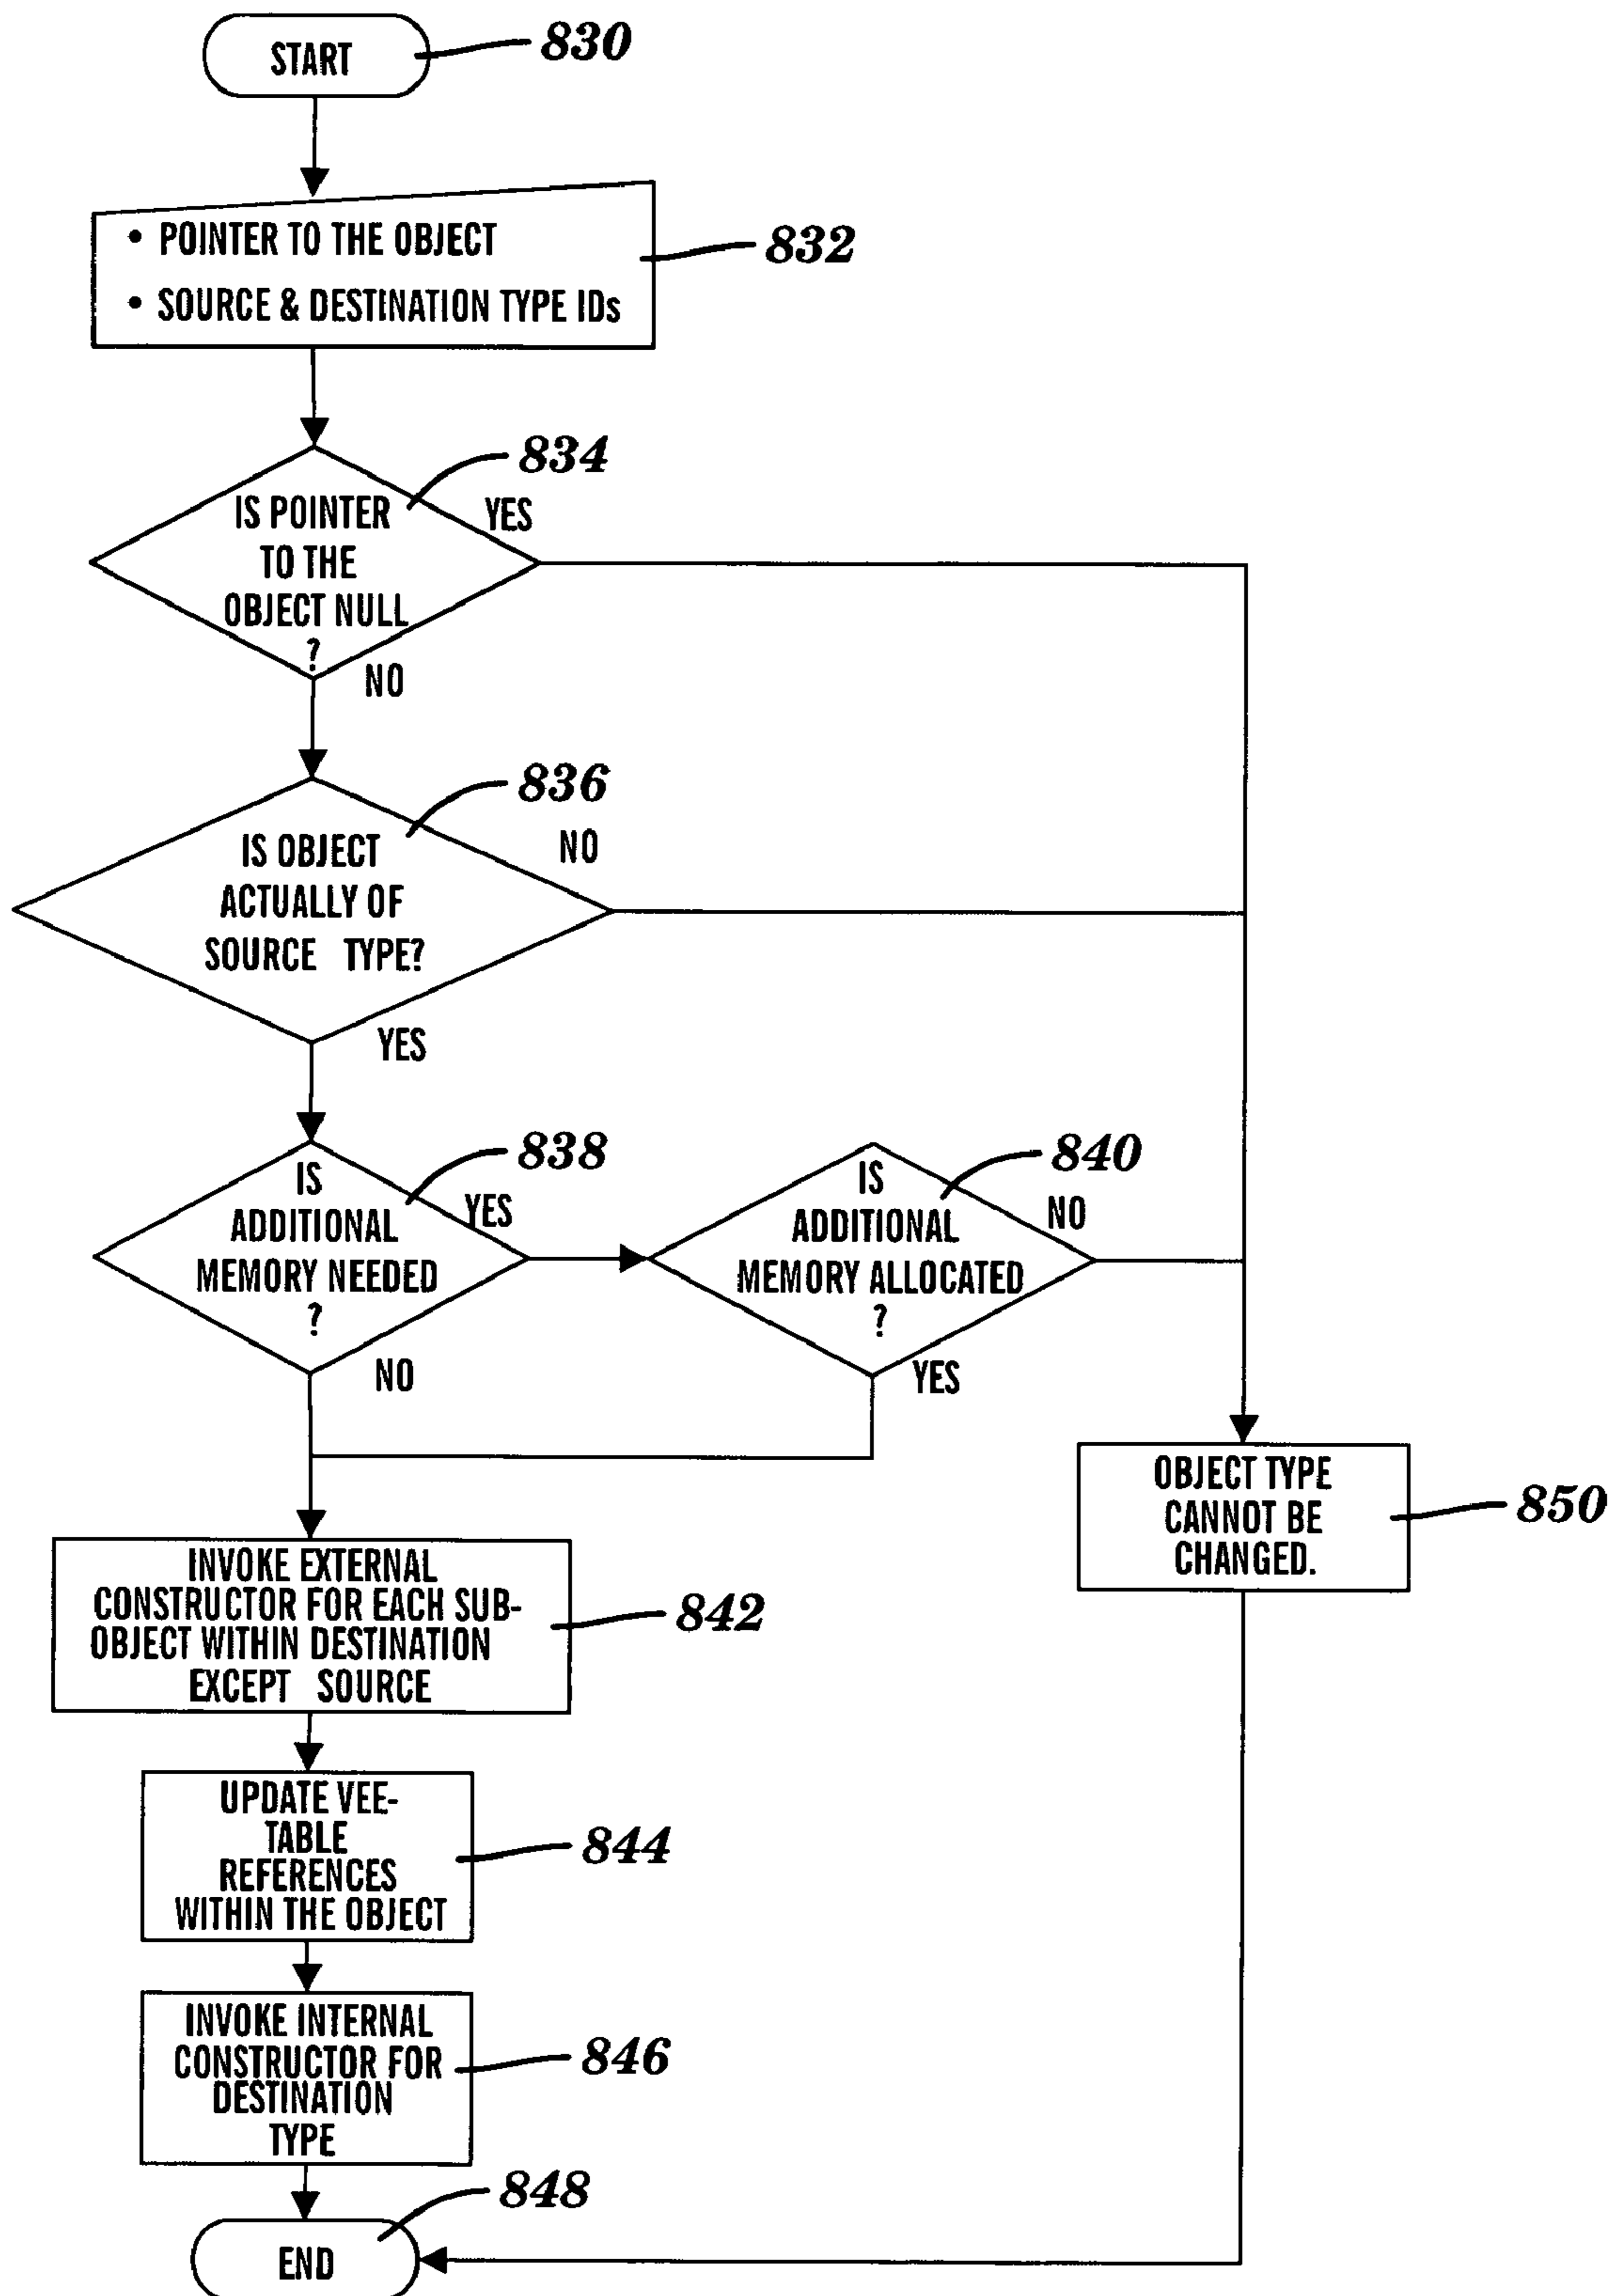 START
830
• POINTER TO THE OBJECT
• SOURCE & DESTINATION TYPE IDs
832
834
IS POINTER
TO THE
OBJECT NULL
?
YES
NO
836
IS OBJECT
ACTUALLY OF
SOURCE TYPE?
NO
YES
838
IS
ADDITIONAL
MEMORY NEEDED
?
YES
NO
840
IS
ADDITIONAL
MEMORY ALLOCATED
?
NO
YES
OBJECT TYPE
CANNOT BE
CHANGED.
850
INVOKE EXTERNAL
CONSTRUCTOR FOR EACH SUB-
OBJECT WITHIN DESTINATION
EXCEPT SOURCE
842
UPDATE VEE-
TABLE
REFERENCES
WITHIN THE OBJECT
844
INVOKE INTERNAL
CONSTRUCTOR FOR
DESTINATION
TYPE
846
848
END